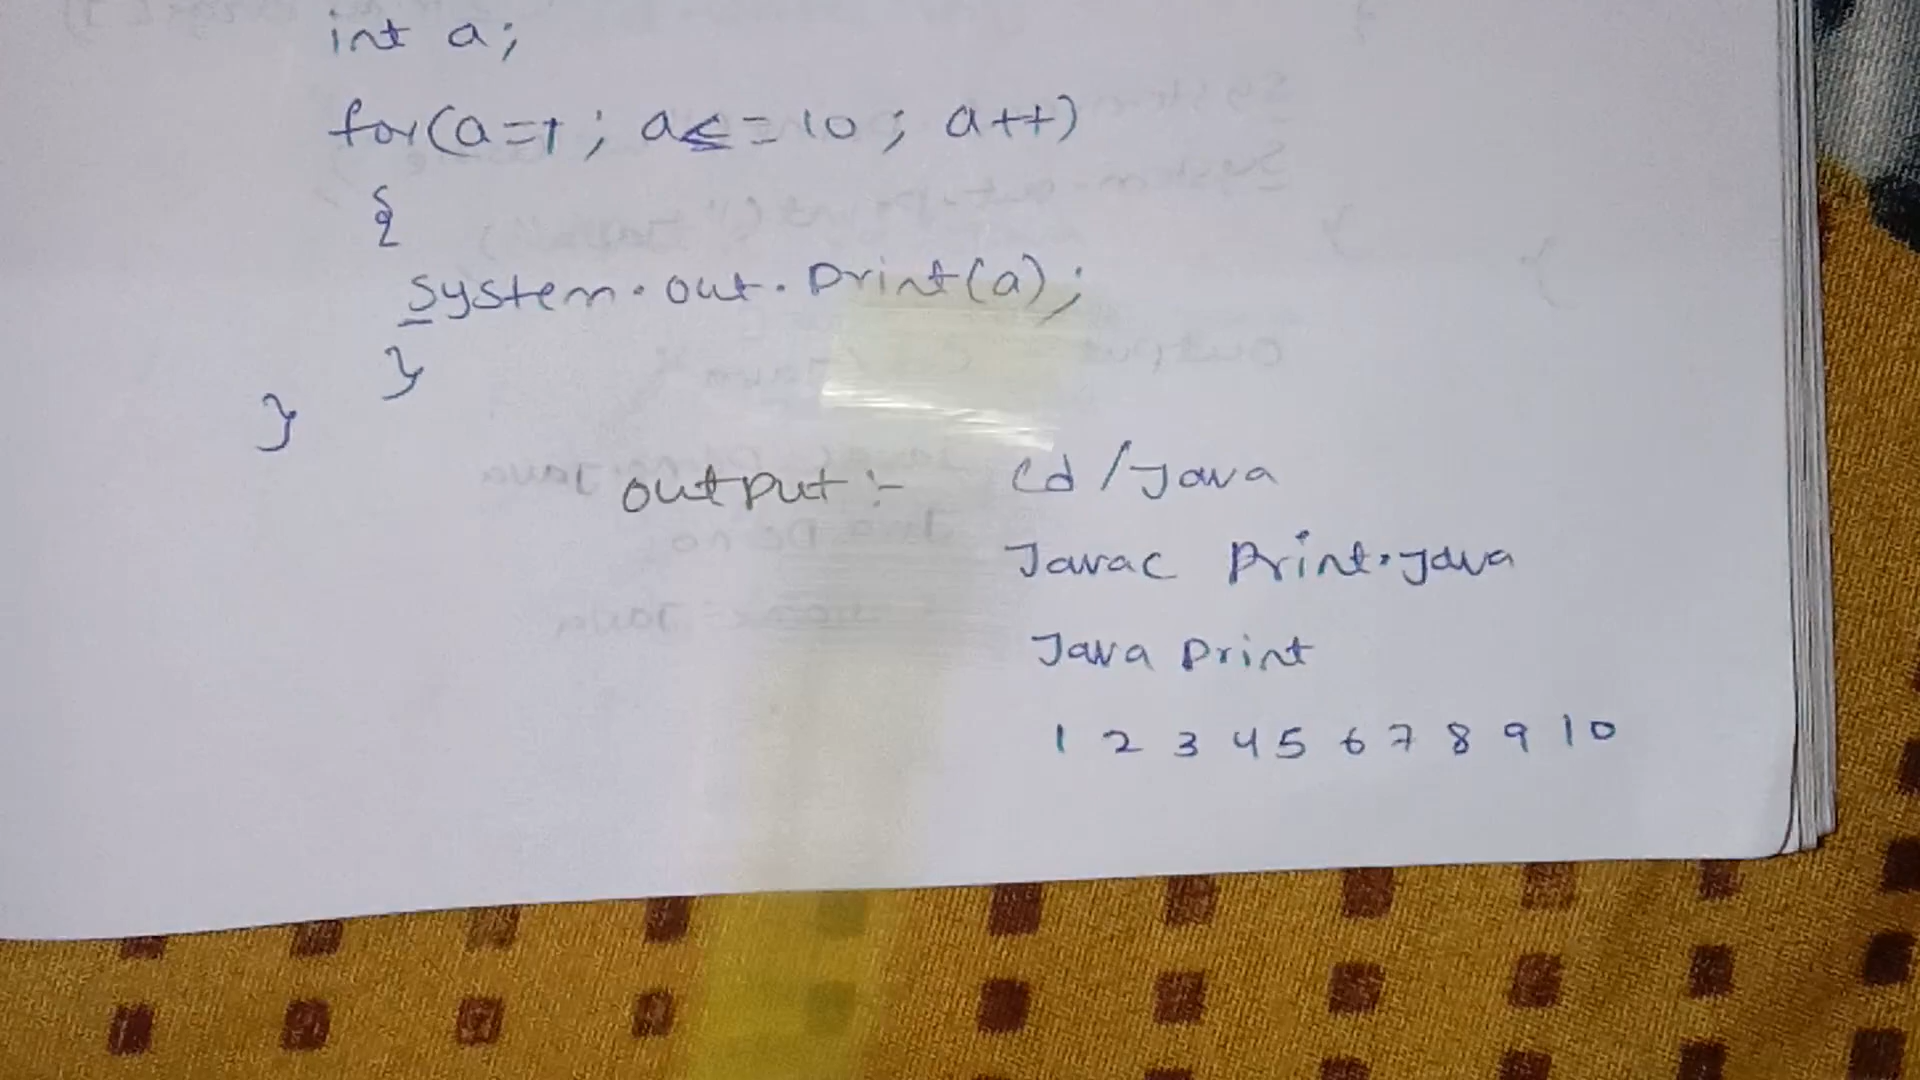 int a;
for(a=1; a<=10; a++)
{
System.out.Print(a);
}
}
output:- cd /java
Javac Print.java
Java Print
1 2 3 4 5 6 7 8 9 10